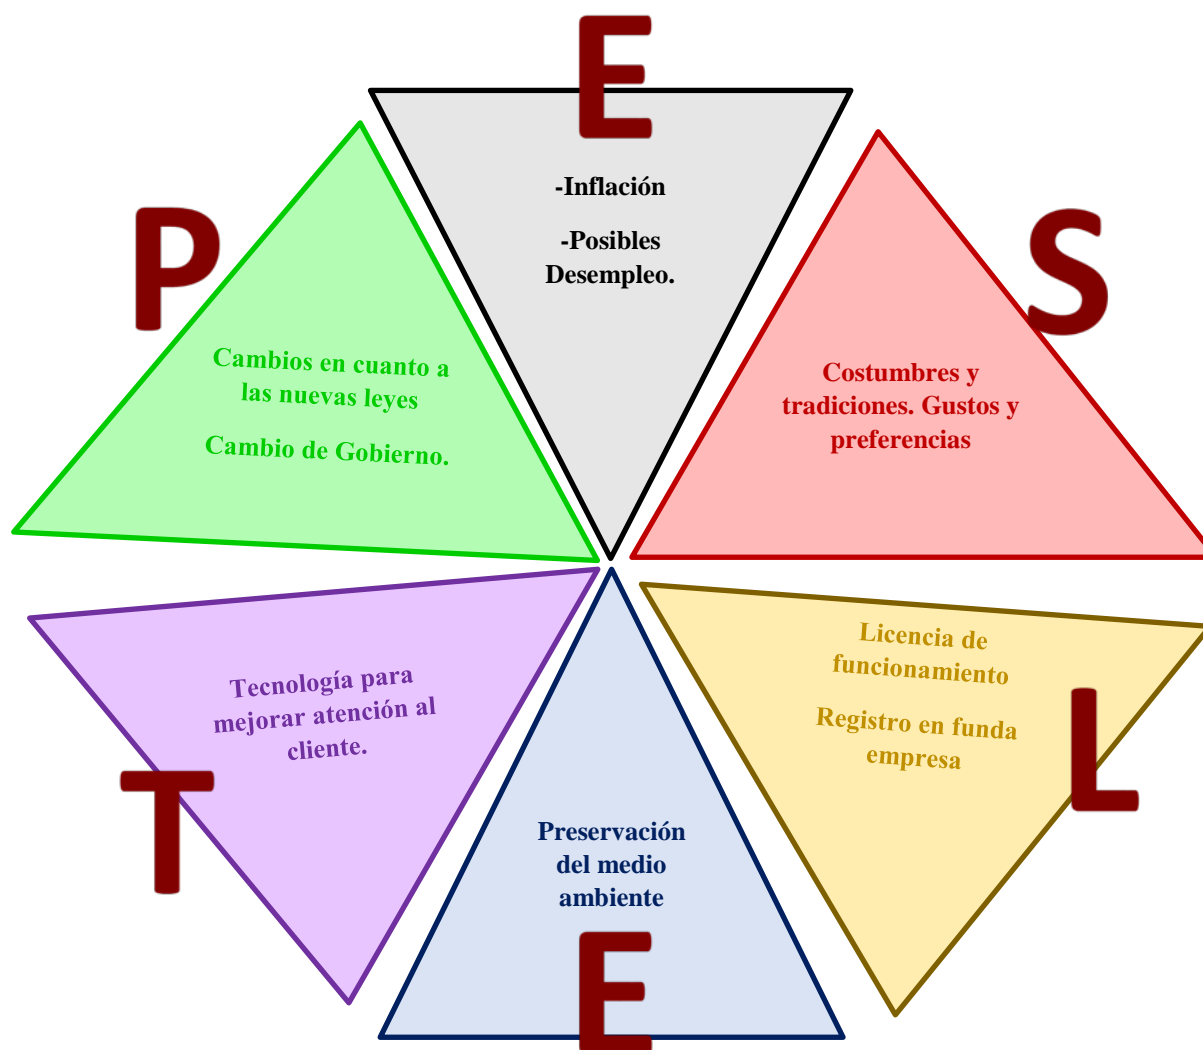 E
-Inflación
-Posibles
Desempleo.
P
Cambios en cuanto a
las nuevas leyes
Cambio de Gobierno.
S
Costumbres y
tradiciones. Gustos y
preferencias
T
Tecnología para
mejorar atención al
cliente.
E
Preservación
del medio
ambiente
L
Licencia de
funcionamiento
Registro en funda
empresa